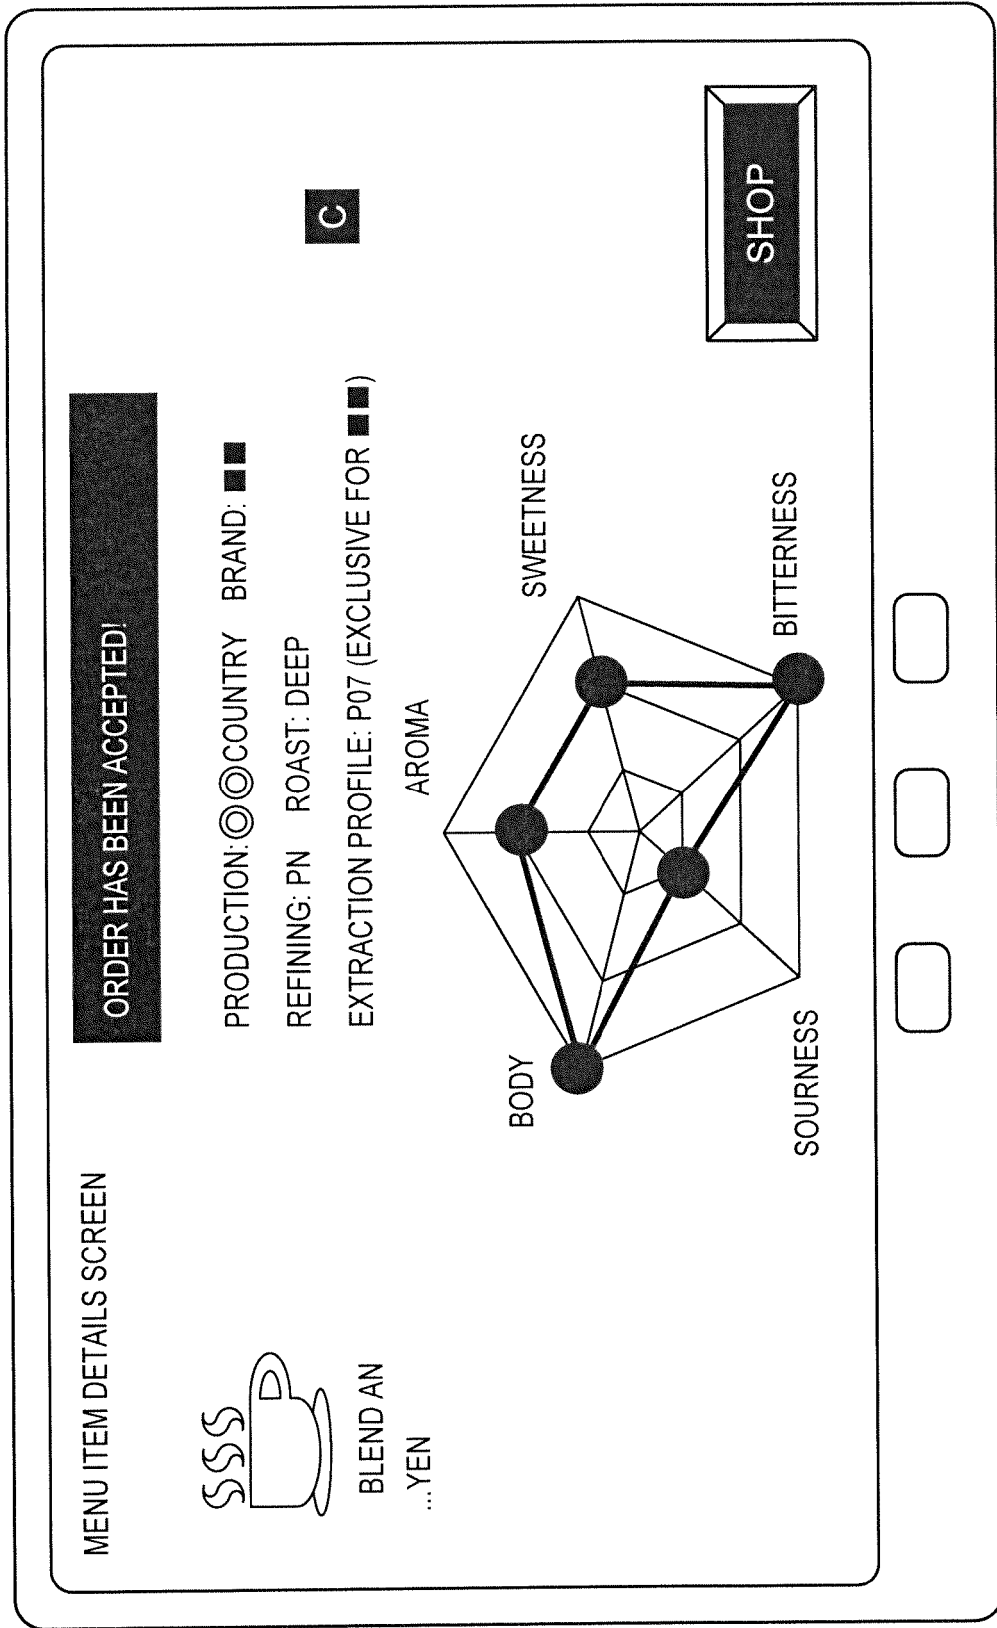 MENU ITEM DETAILS SCREEN
ORDER HAS BEEN ACCEPTED!
BLEND AN
...YEN
PRODUCTION:◎◎COUNTRY BRAND: ■■
REFINING: PN ROAST: DEEP
EXTRACTION PROFILE: P07 (EXCLUSIVE FOR ■■)
C
AROMA
BODY
SWEETNESS
SOURNESS
BITTERNESS
SHOP